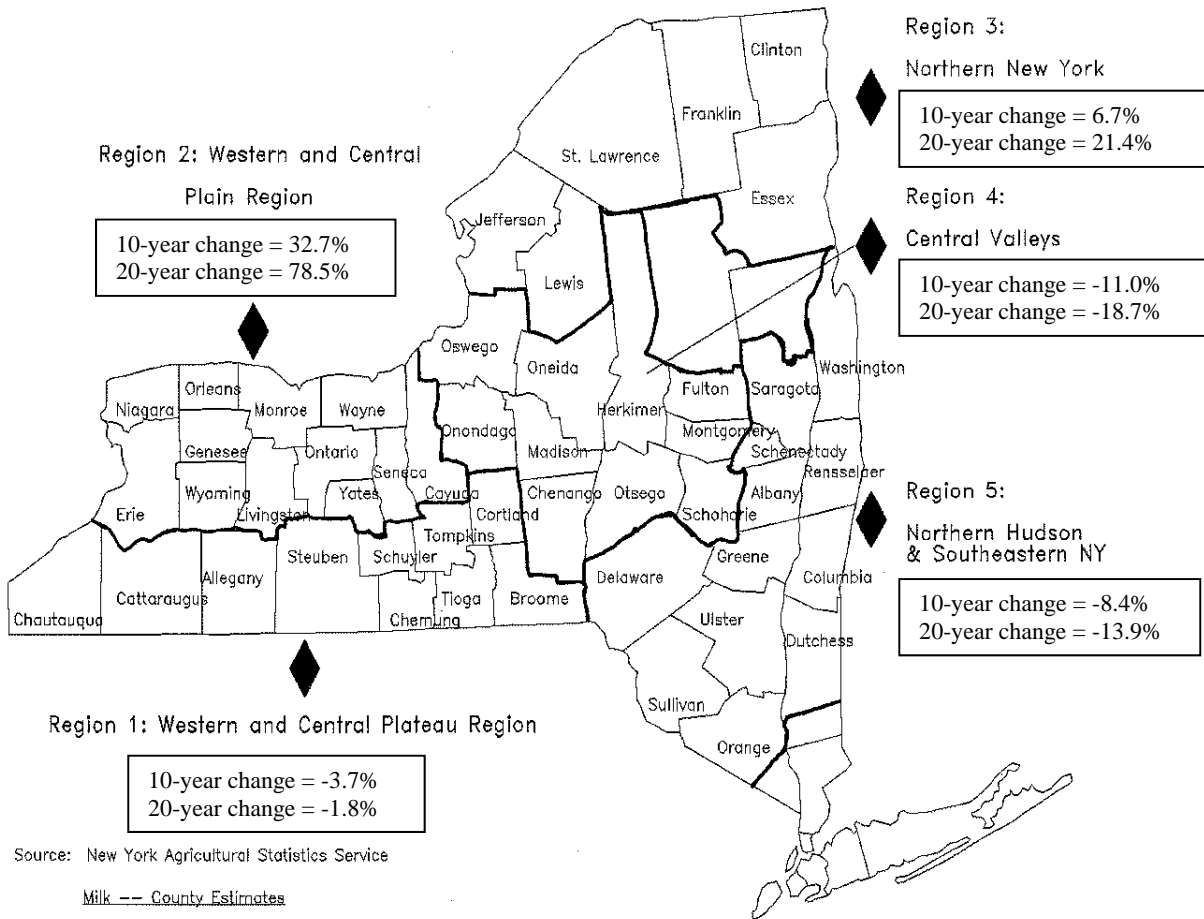 Region 3:
Northern New York
10-year change = 6.7%
20-year change = 21.4%
Region 2: Western and Central
Plain Region
10-year change = 32.7%
20-year change = 78.5%
Region 4:
Central Valleys
10-year change = -11.0%
20-year change = -18.7%
Clinton
Franklin
St. Lawrence
Essex
Jefferson
Lewis
Oswego
Oneida
Herkimer
Fulton
Saragota
Washington
Niagara
Orleans
Monroe
Wayne
Onondago
Madison
Montgomery
Schenectady
Rensselaer
Genesee
Ontario
Seneca
Erie
Wyoming
Livingston
Yates
Cayuga
Cortland
Chenango
Otsego
Schoharie
Albany
Tompkins
Steuben
Schuyler
Greene
Columbia
Chautauqua
Cattaraugus
Allegany
Chemung
Tioga
Broome
Delaware
Ulster
Dutchess
Sullivan
Orange
Region 5:
Northern Hudson
& Southeastern NY
10-year change = -8.4%
20-year change = -13.9%
Region 1: Western and Central Plateau Region
10-year change = -3.7%
20-year change = -1.8%
Source: New York Agricultural Statistics Service
Milk -- County Estimates